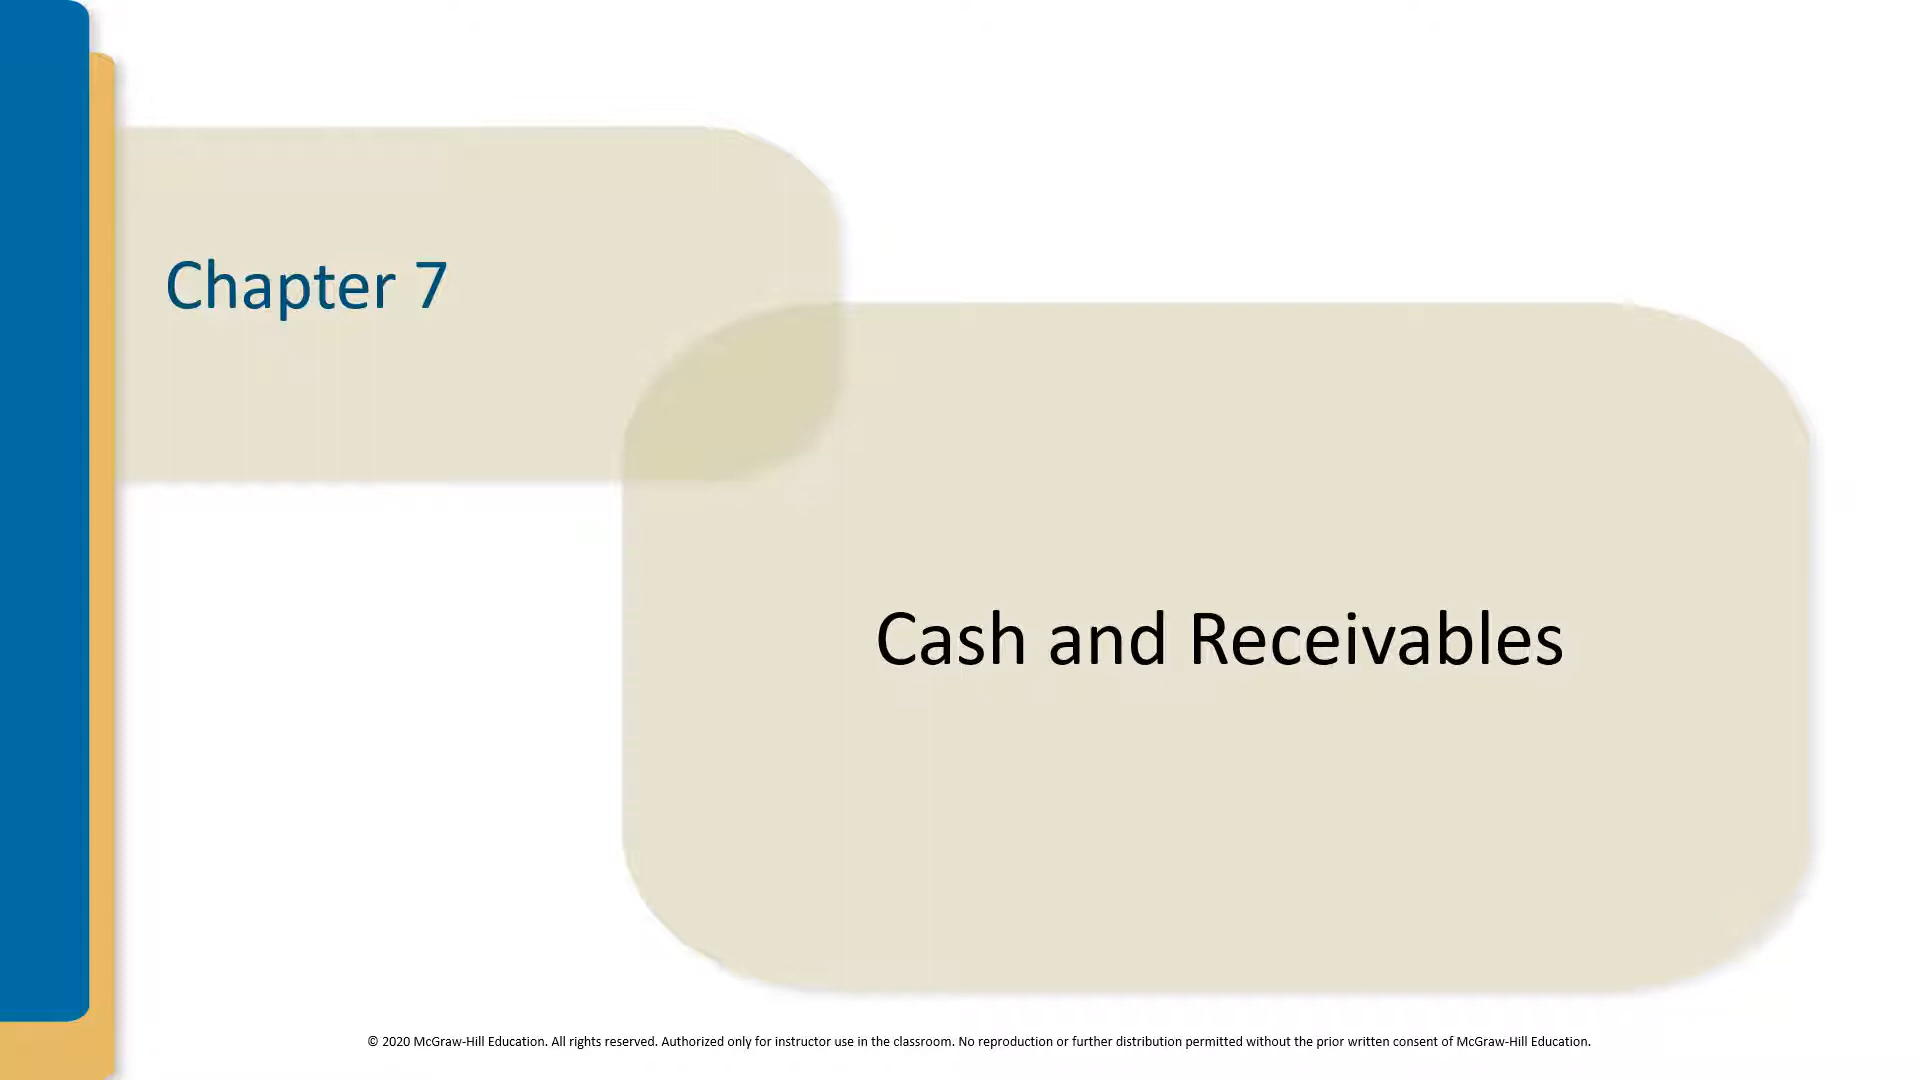 Chapter 7
Cash and Receivables
© 2020 McGraw-Hill Education. All rights reserved. Authorized only for instructor use in the classroom. No reproduction or further distribution permitted without the prior written consent of McGraw-Hill Education.